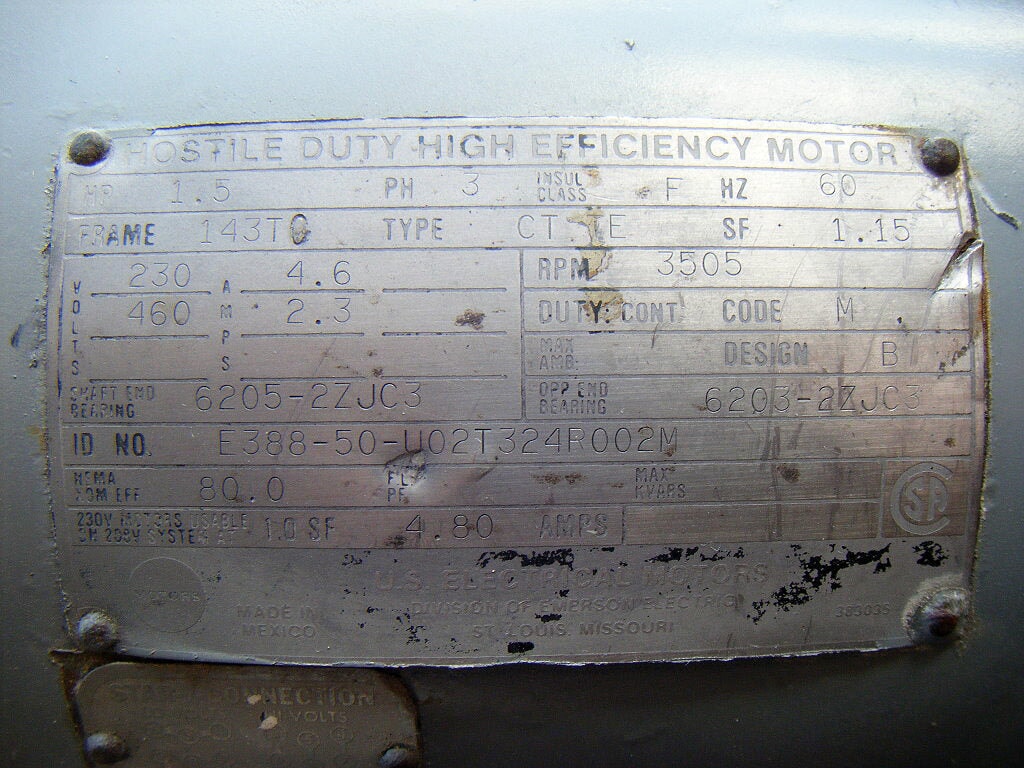 HOSTILE DUTY HIGH EFFICIENCY MOTOR
HP 1.5 PH 3 INSUL CLASS F HZ 60
FRAME 143TC TYPE CT E SF 1.15
VOLTS 230 AMPS 4.6 RPM 3505
460 2.3 DUTY: CONT. CODE M
MAX AMB. DESIGN B
SHAFT END BEARING 6205-2ZJC3 OPP END BEARING 6203-2ZJC3
ID NO. E388-50-U02T324R002M
NEMA NOM EFF 80.0 PF MAX KVARS
230V MOTORS USABLE ON 208V SYSTEM AT 1.0 SF 4.80 AMPS
U.S. ELECTRICAL MOTORS
MADE IN MEXICO DIVISION OF EMERSON ELECTRIC
ST. LOUIS, MISSOURI
CONNECTION
VOLTS